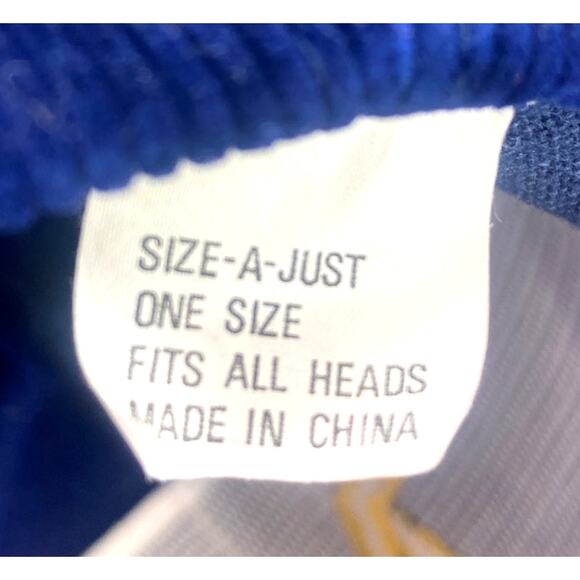 SIZE-A-JUST
ONE SIZE
FITS ALL HEADS
MADE IN CHINA